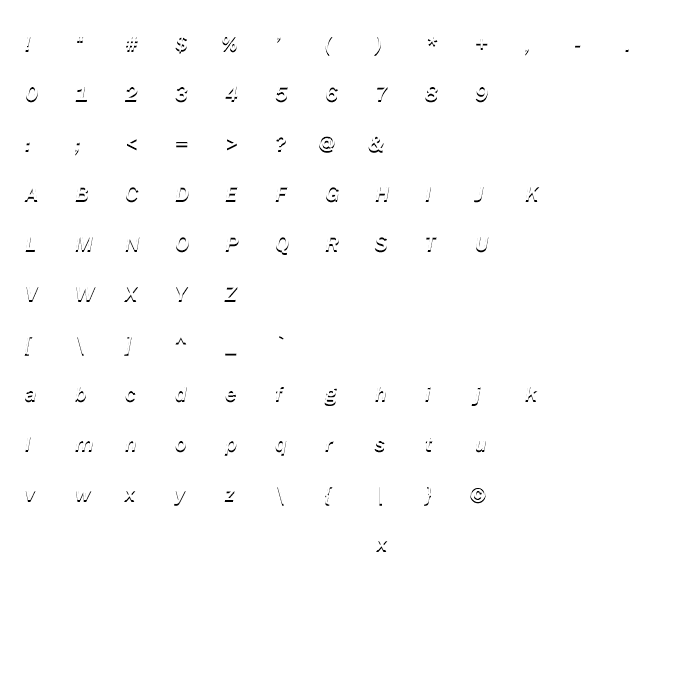 ! " # $ % ' ( ) * + , - .
0 1 2 3 4 5 6 7 8 9
: ; < = > ? @ &
A B C D E F G H I J K
L M N O P Q R S T U
V W X Y Z
[ \ ] ^ _ `
a b c d e f g h i j k
l m n o p q r s t u
v w x y z \ { | } ©
x